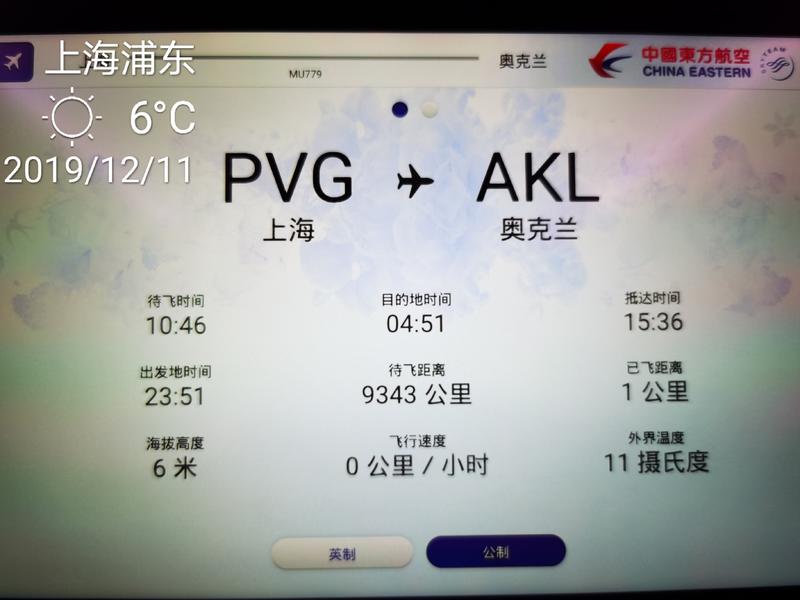 上海浦东
6°C
2019/12/11
MU779
奥克兰
中國東方航空
CHINA EASTERN
SKYTEAM
PVG AKL
上海 奥克兰
待飞时间 目的地时间 抵达时间
10:46 04:51 15:36
出发地时间 待飞距离 已飞距离
23:51 9343 公里 1 公里
海拔高度 飞行速度 外界温度
6 米 0 公里 / 小时 11 摄氏度
英制 公制